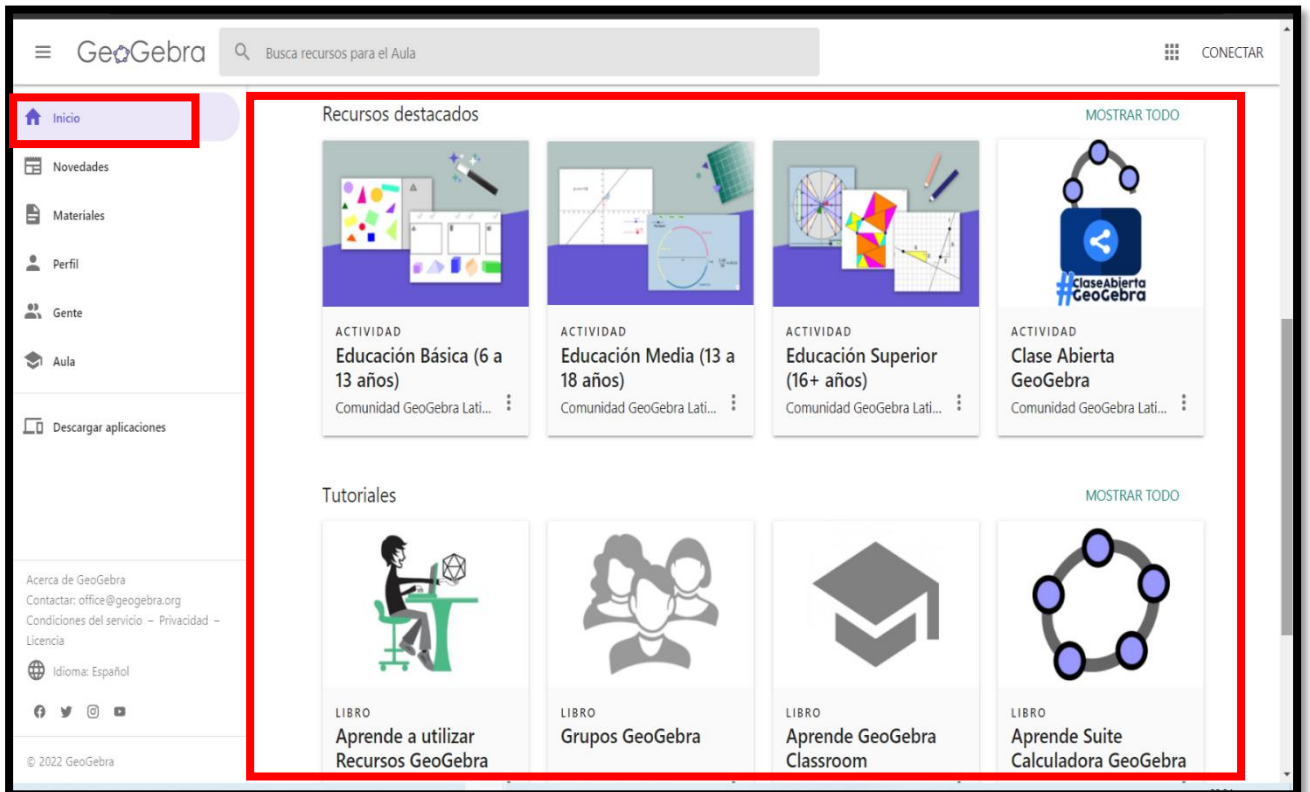 GeoGebra
Busca recursos para el Aula
CONECTAR
Inicio
Novedades
Materiales
Perfil
Gente
Aula
Descargar aplicaciones
Acerca de GeoGebra
Contactar: office@geogebra.org
Condiciones del servicio – Privacidad –
Licencia
Idioma: Español
© 2022 GeoGebra
Recursos destacados
MOSTRAR TODO
ACTIVIDAD
Educación Básica (6 a
13 años)
Comunidad GeoGebra Lati...
ACTIVIDAD
Educación Media (13 a
18 años)
Comunidad GeoGebra Lati...
ACTIVIDAD
Educación Superior
(16+ años)
Comunidad GeoGebra Lati...
#ClaseAbierta
GeoGebra
ACTIVIDAD
Clase Abierta
GeoGebra
Comunidad GeoGebra Lati...
Tutoriales
MOSTRAR TODO
LIBRO
Aprende a utilizar
Recursos GeoGebra
LIBRO
Grupos GeoGebra
LIBRO
Aprende GeoGebra
Classroom
LIBRO
Aprende Suite
Calculadora GeoGebra